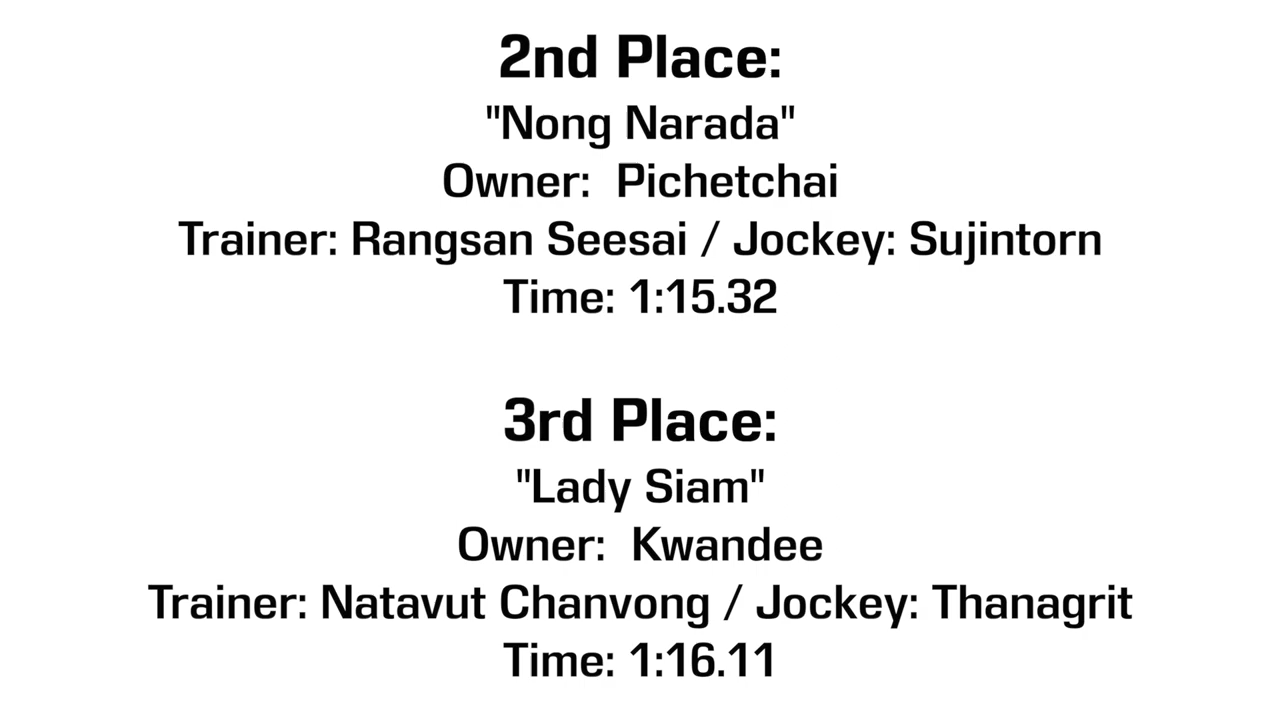 2nd Place:
"Nong Narada"
Owner:  Pichetchai
Trainer: Rangsan Seesai / Jockey: Sujintorn
Time: 1:15.32
3rd Place:
"Lady Siam"
Owner:  Kwandee
Trainer: Natavut Chanvong / Jockey: Thanagrit
Time: 1:16.11